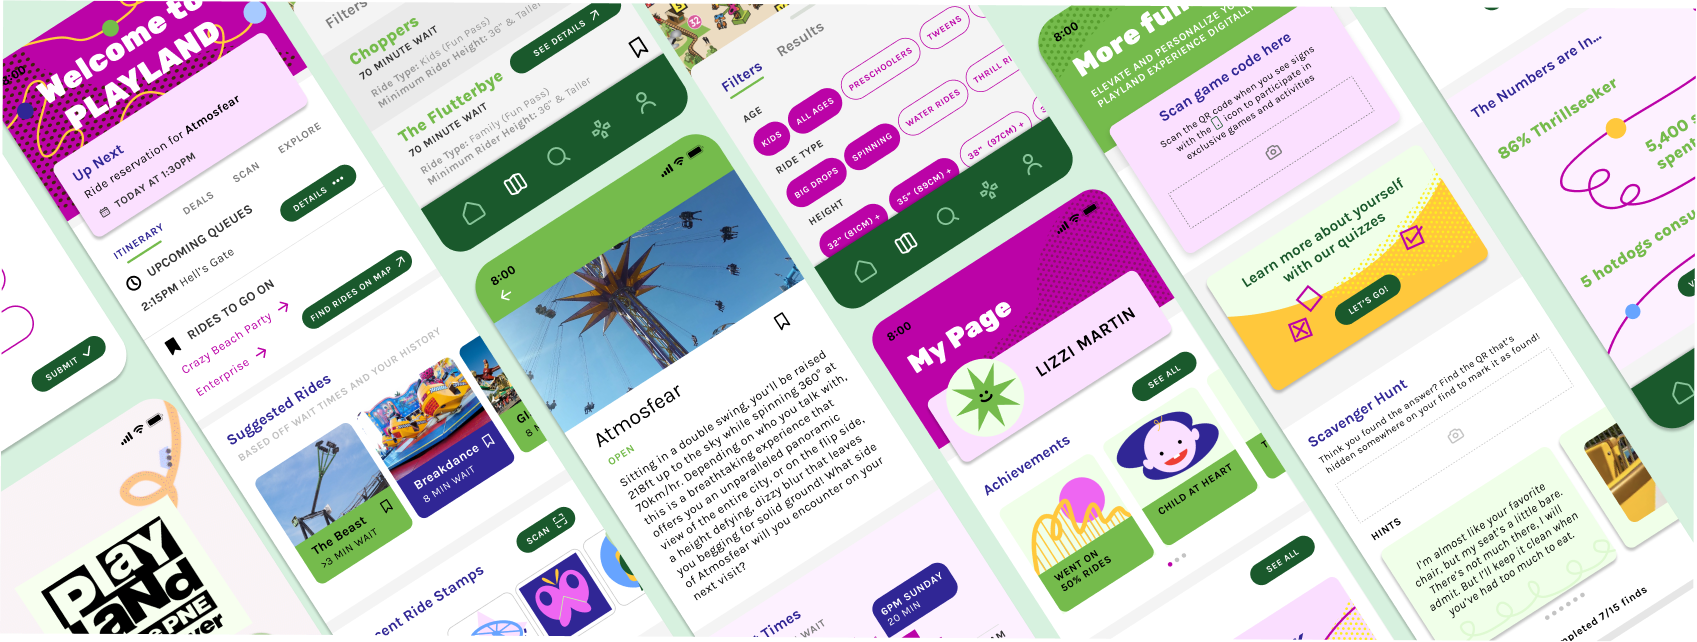 8:00
Welcome to
PLAYLAND
Up Next
Ride reservation for Atmosfear
TODAY AT 1:30PM
ITINERARY
DEALS
SCAN
EXPLORE
UPCOMING QUEUES
2:15PM Hell's Gate
DETAILS
RIDES TO GO ON
Crazy Beach Party
Enterprise
FIND RIDES ON MAP
Suggested Rides
BASED OFF WAIT TIMES AND YOUR HISTORY
The Beast
>3 MIN WAIT
Breakdance
8 MIN WAIT
SCAN
Ride Stamps
SUBMIT
Play
land
PNE
Filters
Choppers
70 MINUTE WAIT
Ride Type: Kids (Fun Pass)
Minimum Rider Height: 36" & Taller
SEE DETAILS
The Flutterbye
70 MINUTE WAIT
Ride Type: Family (Fun Pass)
Minimum Rider Height: 36" & Taller
8:00
Atmosfear
OPEN
Sitting in a double swing, you'll be raised
218ft up to the sky while spinning 360° at
70km/hr. Depending on who you talk with,
this is a breathtaking experience that
offers you an unparalleled panoramic
view of the entire city, or on the flip side,
a height defying, dizzy blur that leaves
you begging for solid ground! What side
of Atmosfear will you encounter on your
next visit?
Times
WAIT
6PM SUNDAY
20 MIN
32
Filters
Results
AGE
KIDS
ALL AGES
PRESCHOOLERS
TWEENS
RIDE TYPE
BIG DROPS
SPINNING
WATER RIDES
THRILL RI
HEIGHT
32" (81CM) +
35" (89CM) +
38" (97CM) +
8:00
My Page
LIZZI MARTIN
SEE ALL
Achievements
WENT ON
50% RIDES
CHILD AT HEART
SEE ALL
8:00
More fun
ELEVATE AND PERSONALIZE YO
PLAYLAND EXPERIENCE DIGITALLY
Scan game code here
Scan the QR code when you see sign
with the icon to participate in
exclusive games and activities
Learn more about yourself
with our quizzes
LET'S GO!
Scavenger Hunt
Think you found the answer? Find the QR that's
hidden somewhere on your find to mark it as found!
HINTS
I'm almost like your favorite
chair, but my seat's a little bare.
There's not much there, I will
admit. But I'll keep it clean when
you've had too much to eat.
mpleted 7/15 finds
The Numbers are In...
86% Thrillseeker
5,400 s
spent
5 hotdogs consu